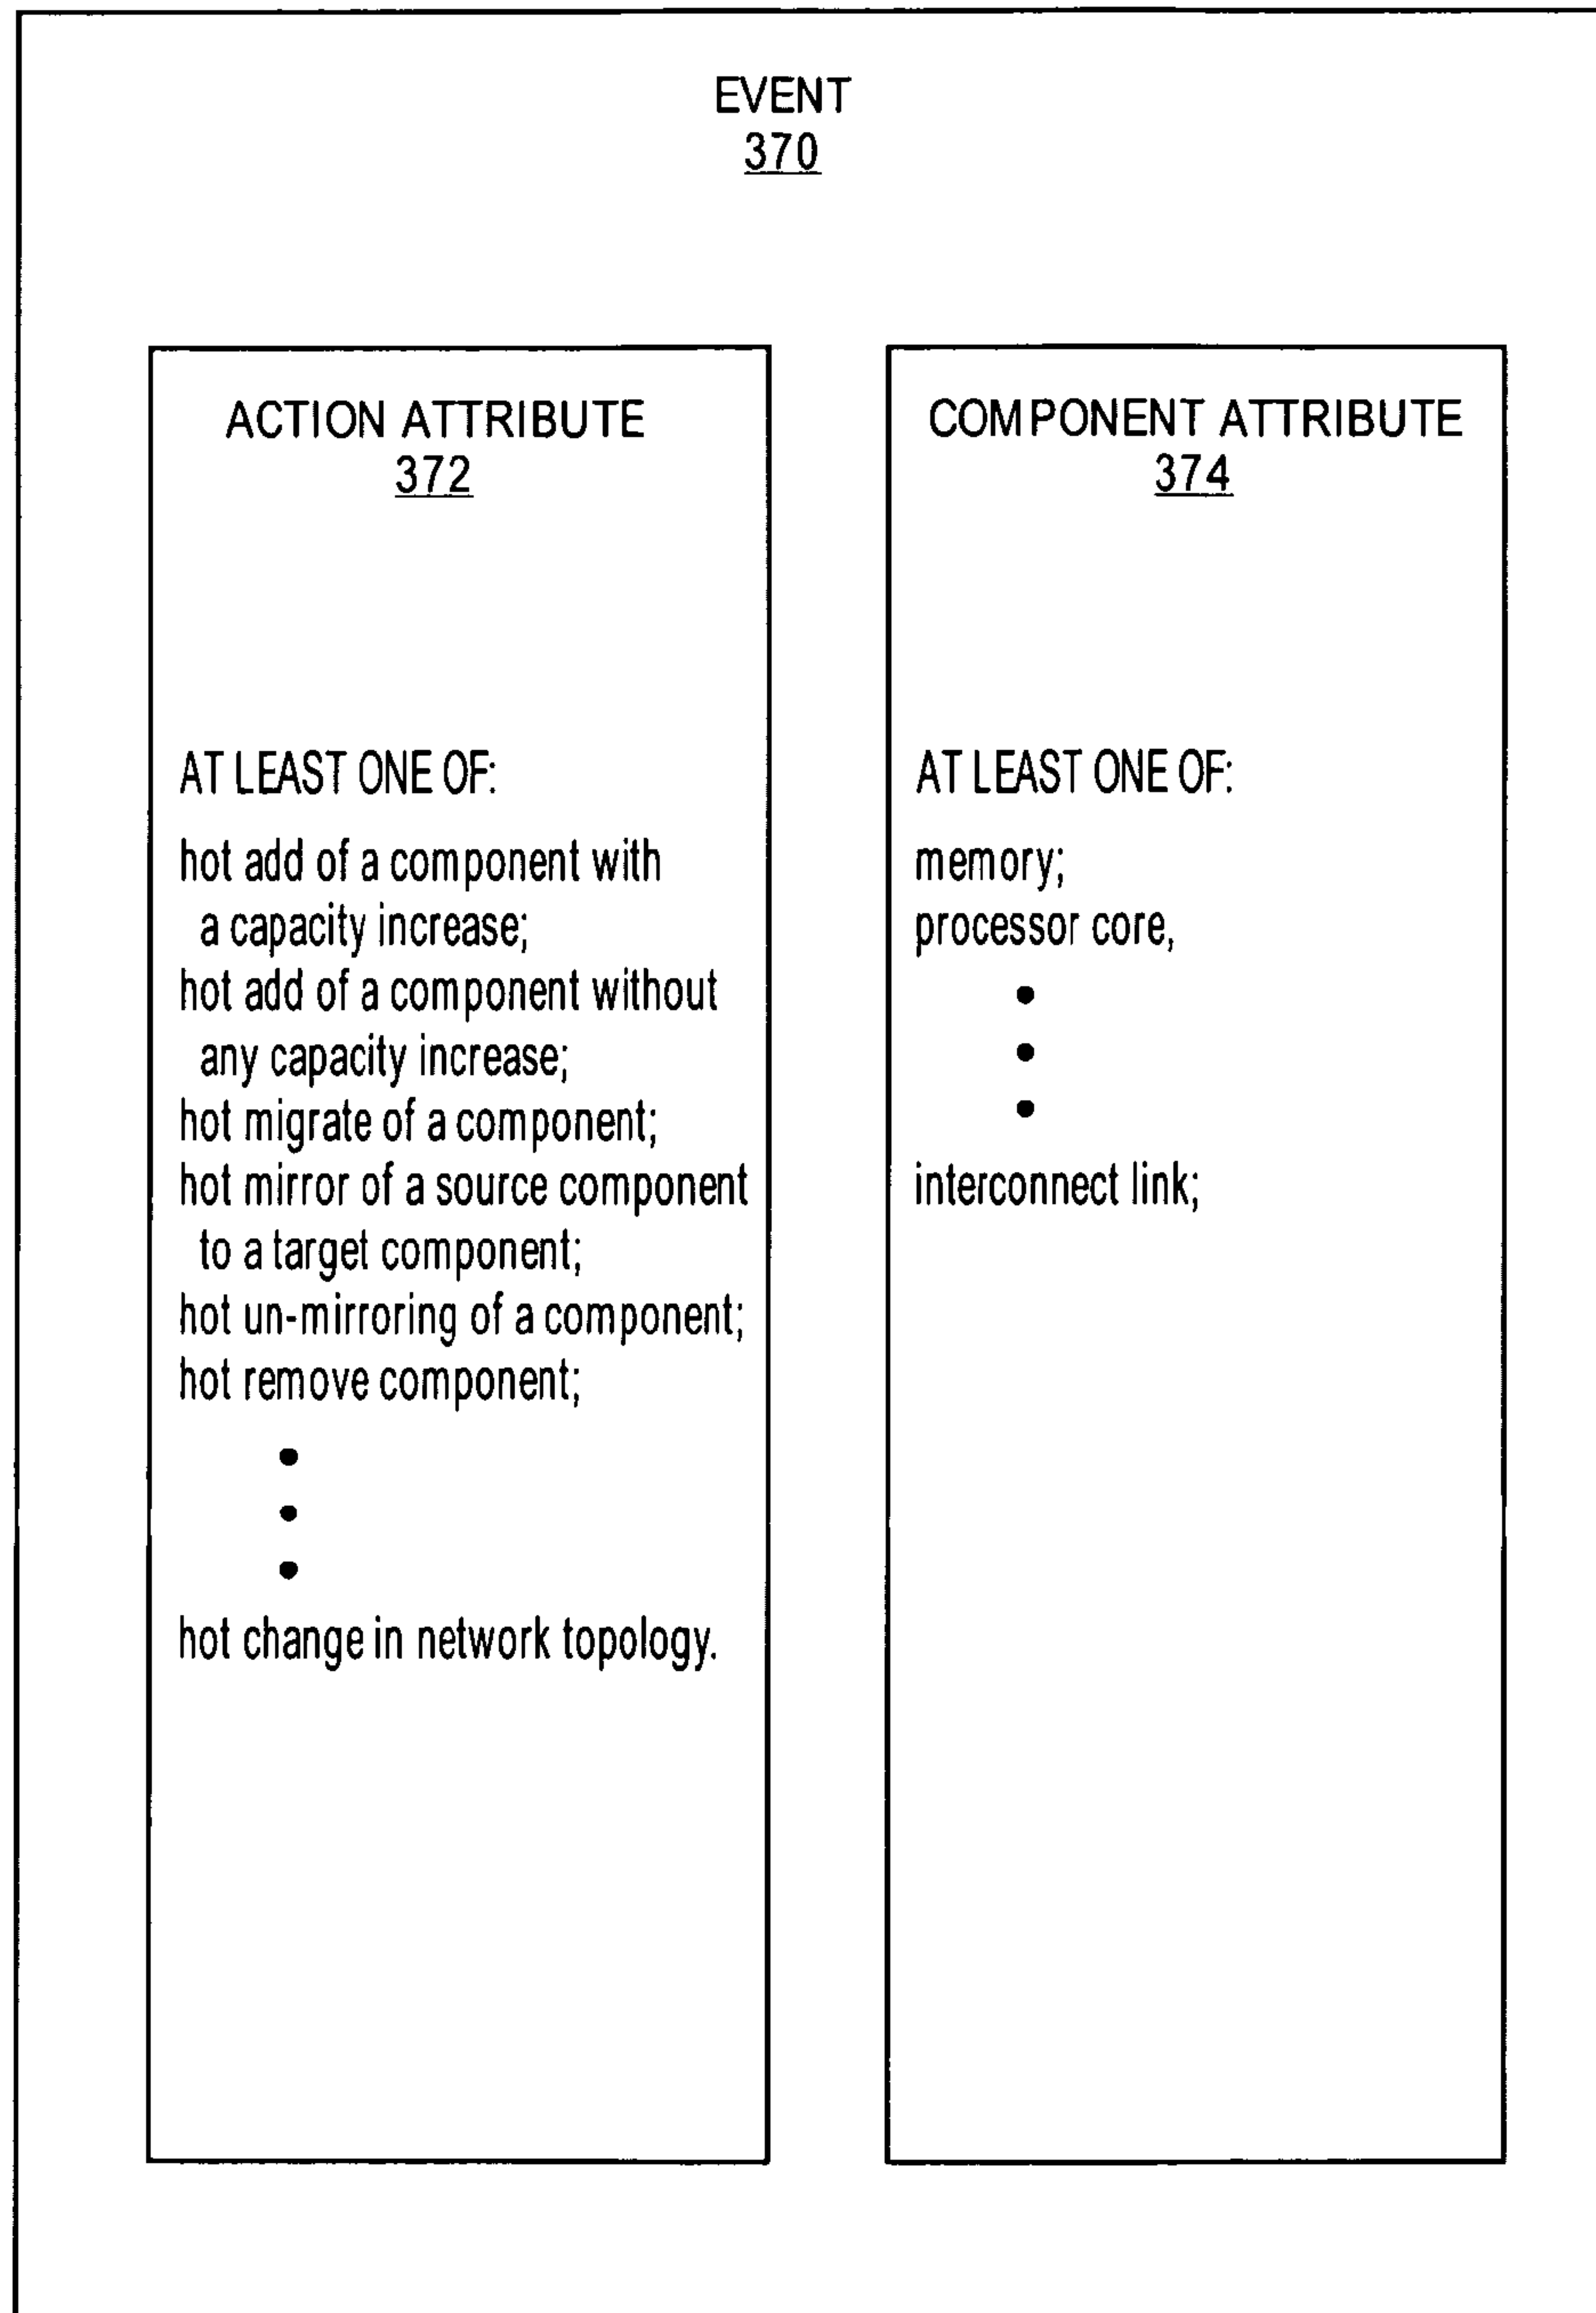 EVENT
370
ACTION ATTRIBUTE
372
AT LEAST ONE OF:
hot add of a component with
a capacity increase;
hot add of a component without
any capacity increase;
hot migrate of a component;
hot mirror of a source component
to a target component;
hot un-mirroring of a component;
hot remove component;
hot change in network topology.
COMPONENT ATTRIBUTE
374
AT LEAST ONE OF:
memory;
processor core,
interconnect link;